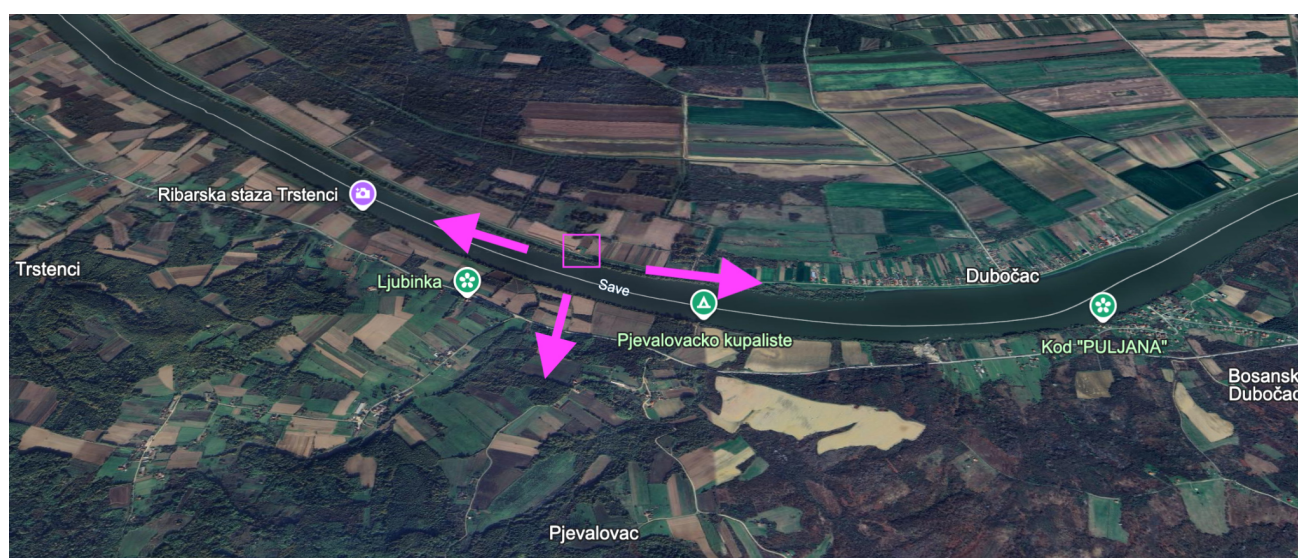 Ribarska staza Trstenci
Trstenci
Ljubinka
Save
Dubočac
Pjevalovacko kupaliste
Kod "PULJANA"
Bosansk
Dubočac
Pjevalovac